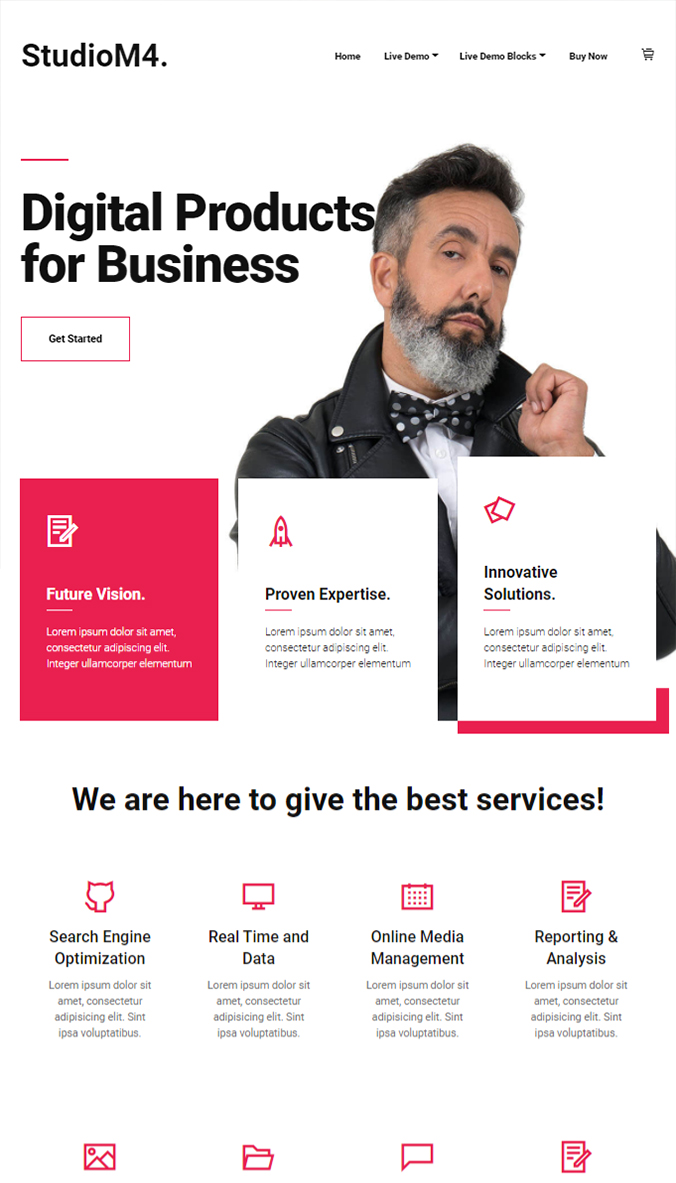 StudioM4.
Home
Live Demo
Live Demo Blocks
Buy Now
Digital Products
for Business
Get Started
Future Vision.
Lorem ipsum dolor sit amet,
consectetur adipiscing elit.
Integer ullamcorper elementum
Proven Expertise.
Lorem ipsum dolor sit amet,
consectetur adipiscing elit.
Integer ullamcorper elementum
Innovative
Solutions.
Lorem ipsum dolor sit amet,
consectetur adipiscing elit.
Integer ullamcorper elementum
We are here to give the best services!
Search Engine
Optimization
Lorem ipsum dolor sit
amet, consectetur
adipisicing elit. Sint
ipsa voluptatibus.
Real Time and
Data
Lorem ipsum dolor sit
amet, consectetur
adipisicing elit. Sint
ipsa voluptatibus.
Online Media
Management
Lorem ipsum dolor sit
amet, consectetur
adipisicing elit. Sint
ipsa voluptatibus.
Reporting &
Analysis
Lorem ipsum dolor sit
amet, consectetur
adipisicing elit. Sint
ipsa voluptatibus.